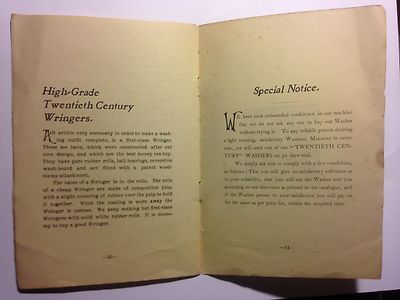 High-Grade
Twentieth Century
Wringers.
AN article very necessary in order to make a wash-
ing outfit complete, is a first-class Wringer.
These we have, which were constructed after our
own design, and which are the best money can buy.
They have pure rubber rolls, ball bearings, reversible
wash-board and are fitted with a patent wood-
clamp attachment.
The value of a Wringer is in the rolls. The rolls
of a cheap Wringer are made of composition pulp,
with a slight covering of rubber over the pulp to hold
it together. When the coating is worn away the
Wringer is useless. We keep nothing but first-class
Wringers with solid white rubber rolls. It is econo-
my to buy a good Wringer.
—10—
Special Notice.
WE have such unbounded confidence in our machine
that we do not ask any one to buy our Washer
without trying it. To any reliable person desiring
a light running, satisfactory Washing Machine in every
way, we will send one of our "TWENTIETH CEN-
TURY" WASHERS on 30 days trial.
We simply ask you to comply with a few conditions,
as follows: That you will give us satisfactory reference as
to your reliability, that you will use the Washer sent you
according to our directions as printed in the catalogue, and
if the Washer proves satisfactory to you you will pay us
for the same as per price list, within the required time.
—11—